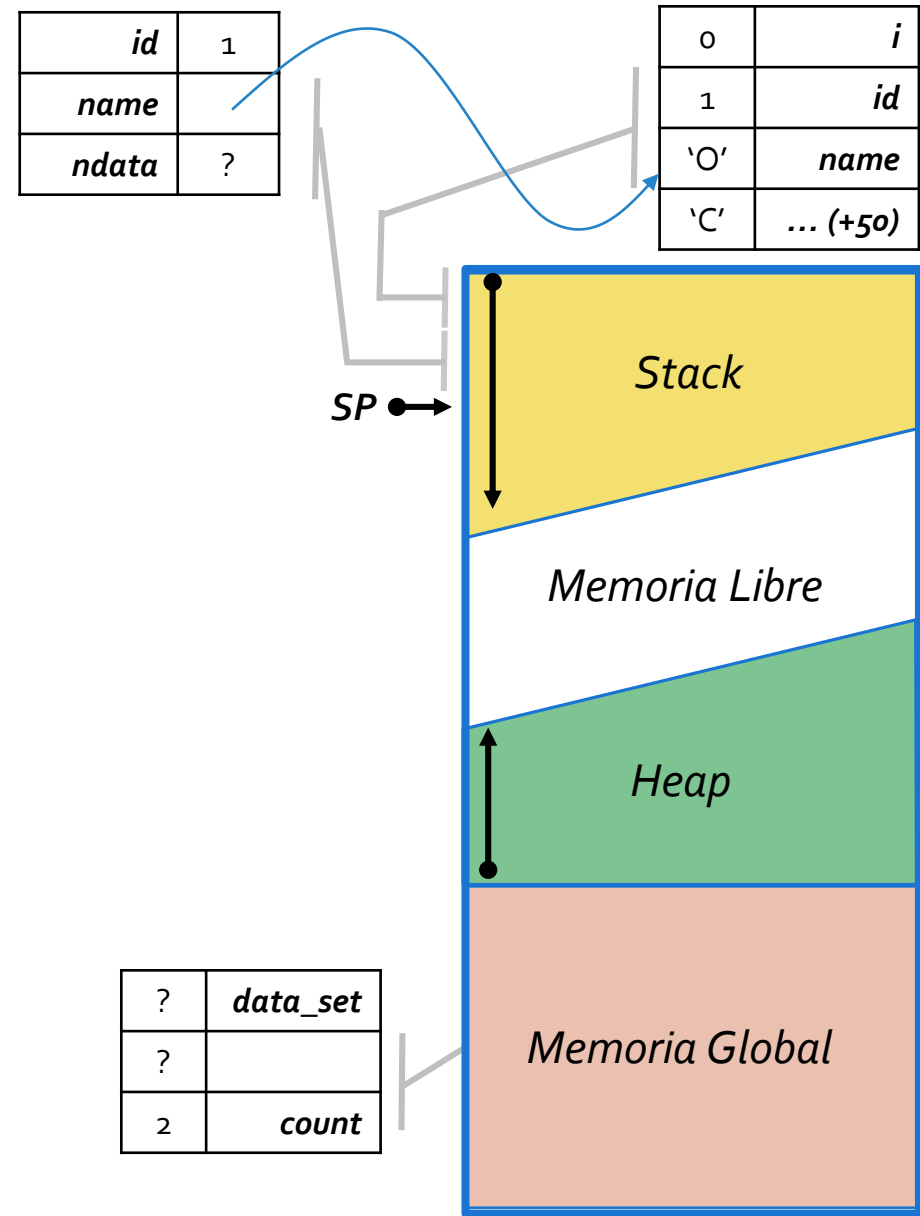 id 1
name
ndata ?
0 i
1 id
‘O’ name
‘C’ ... (+50)
Stack
SP
Memoria Libre
Heap
? data_set
?
2 count
Memoria Global